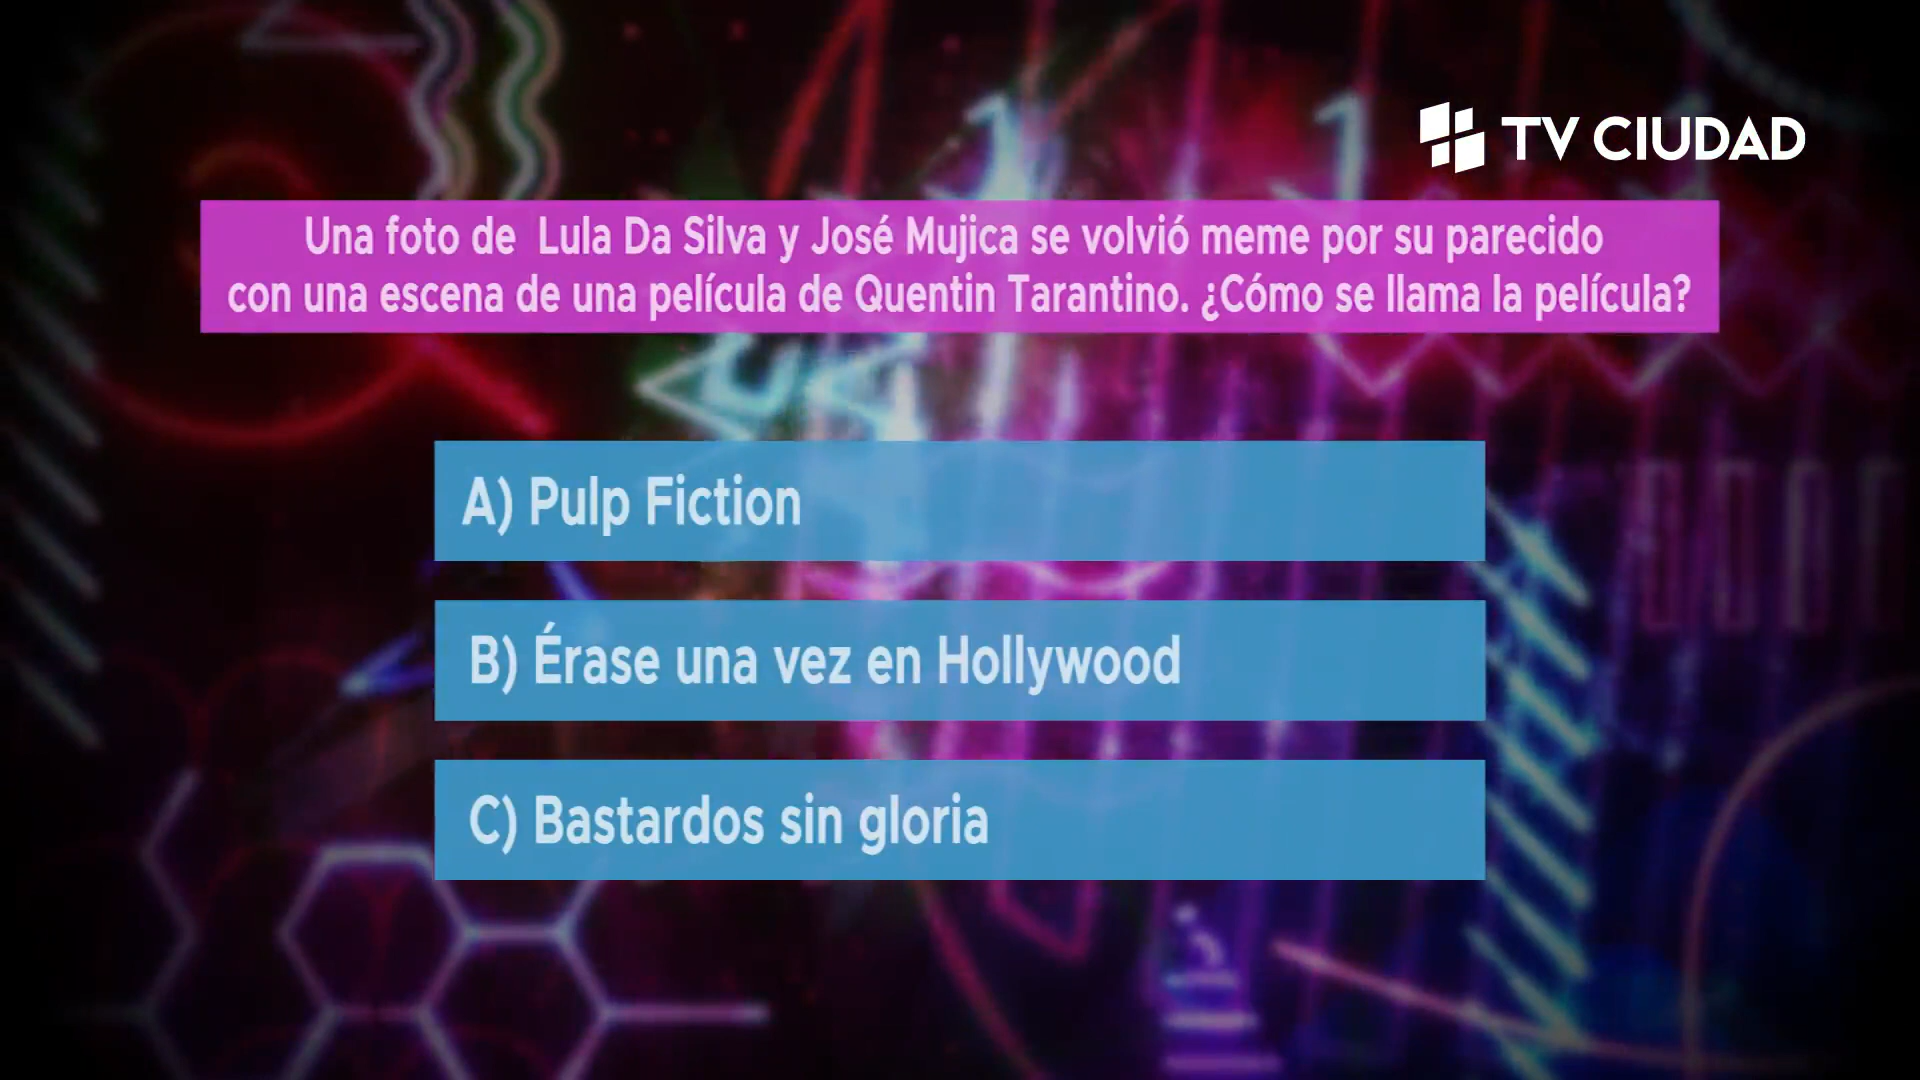 TV CIUDAD
Una foto de  Lula Da Silva y José Mujica se volvió meme por su parecido
con una escena de una película de Quentin Tarantino. ¿Cómo se llama la película?
A) Pulp Fiction
B) Érase una vez en Hollywood
C) Bastardos sin gloria